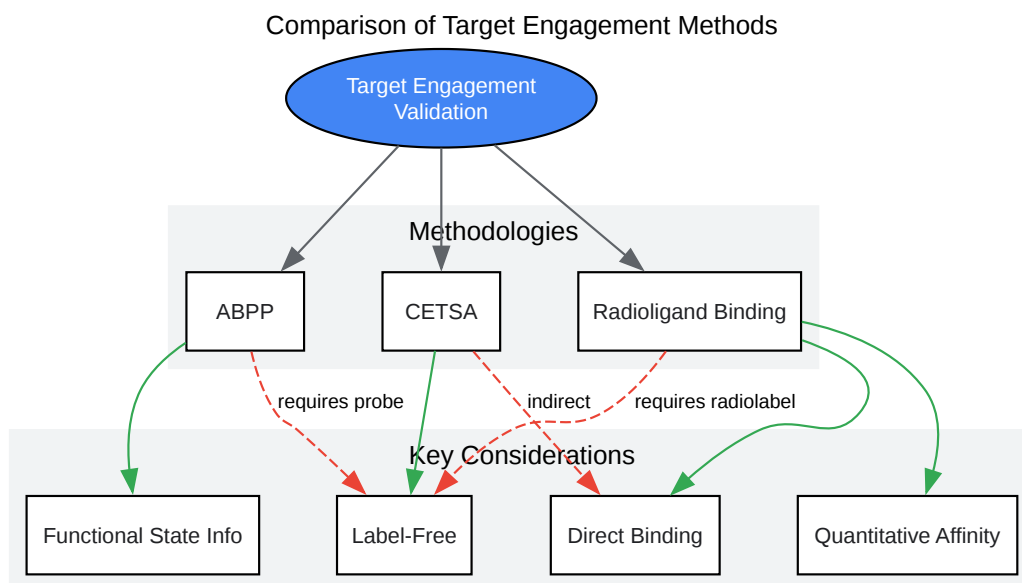 Comparison of Target Engagement Methods
Target Engagement
Validation
Methodologies
ABPP
CETSA
Radioligand Binding
requires probe
indirect
requires radiolabel
Key Considerations
Functional State Info
Label-Free
Direct Binding
Quantitative Affinity